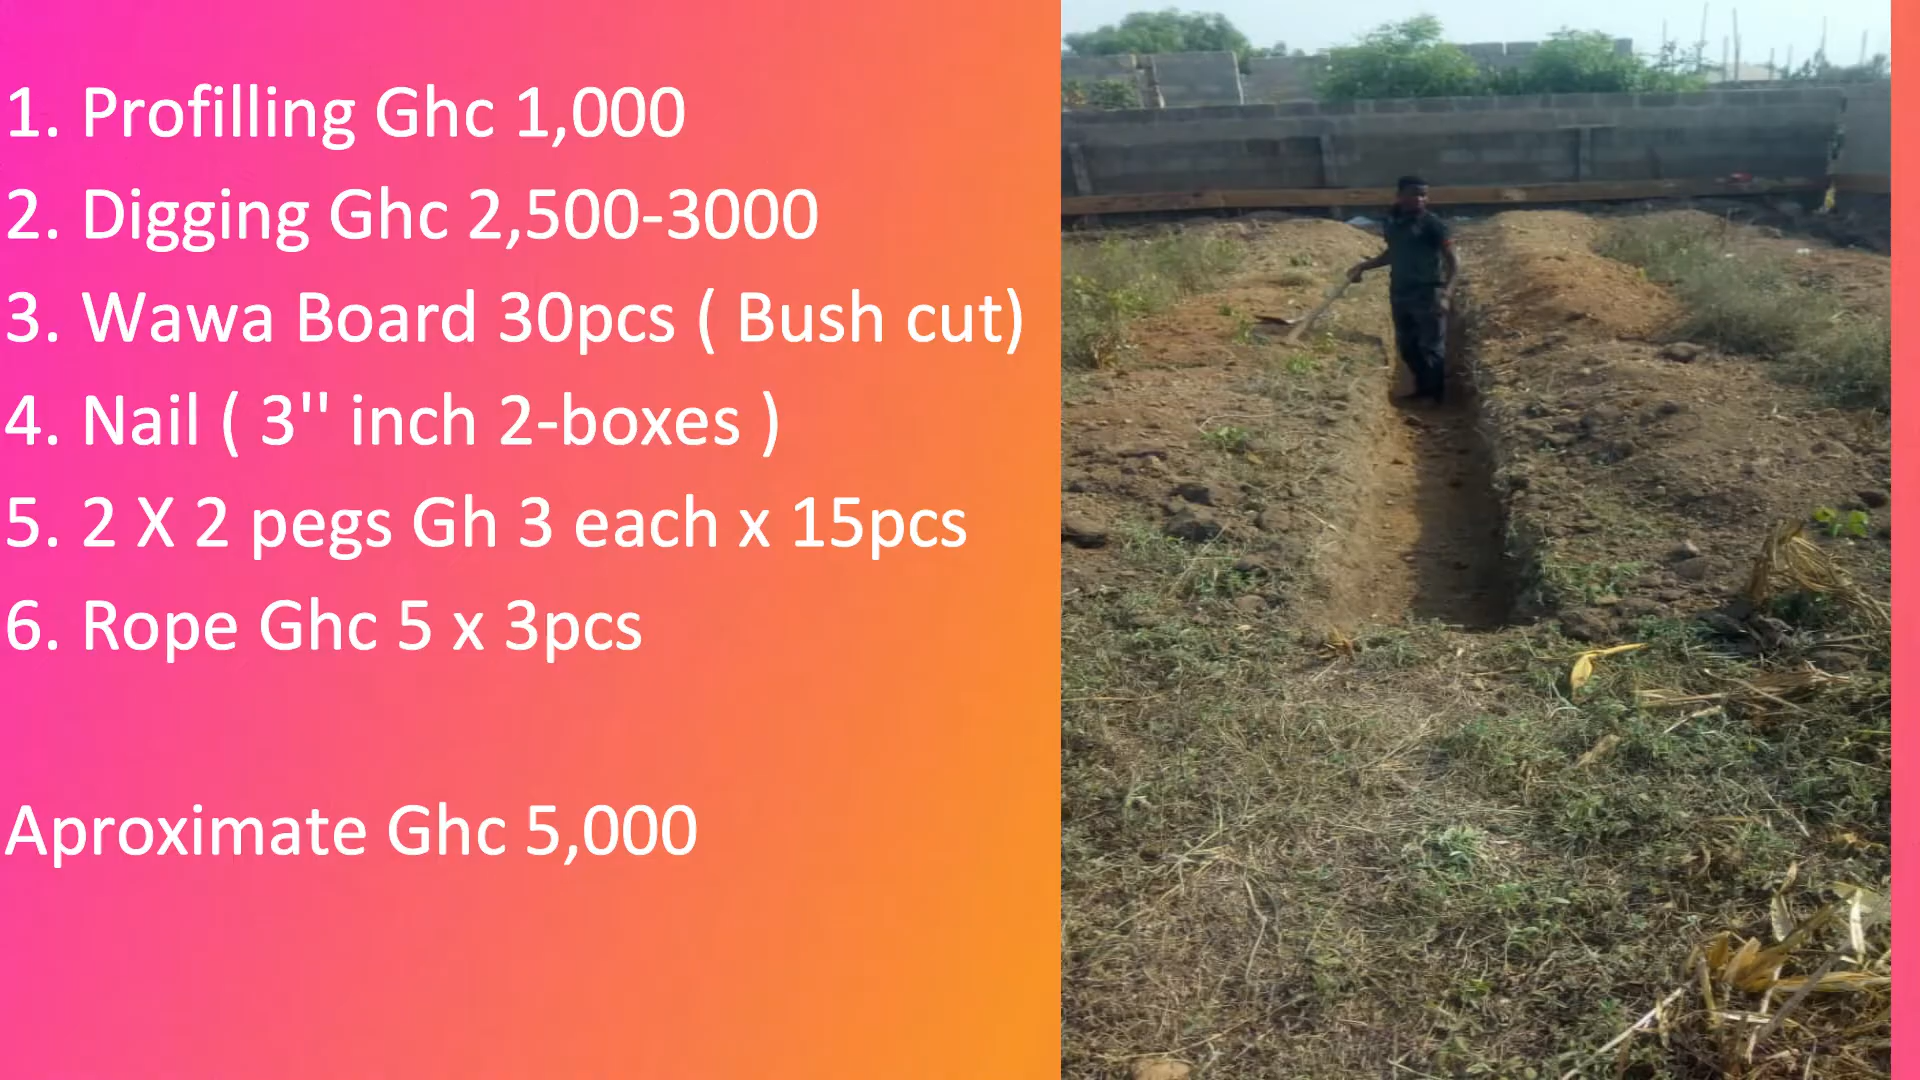 1. Profilling Ghc 1,000
2. Digging Ghc 2,500-3000
3. Wawa Board 30pcs ( Bush cut)
4. Nail ( 3'' inch 2-boxes )
5. 2 X 2 pegs Gh 3 each x 15pcs
6. Rope Ghc 5 x 3pcs
Aproximate Ghc 5,000